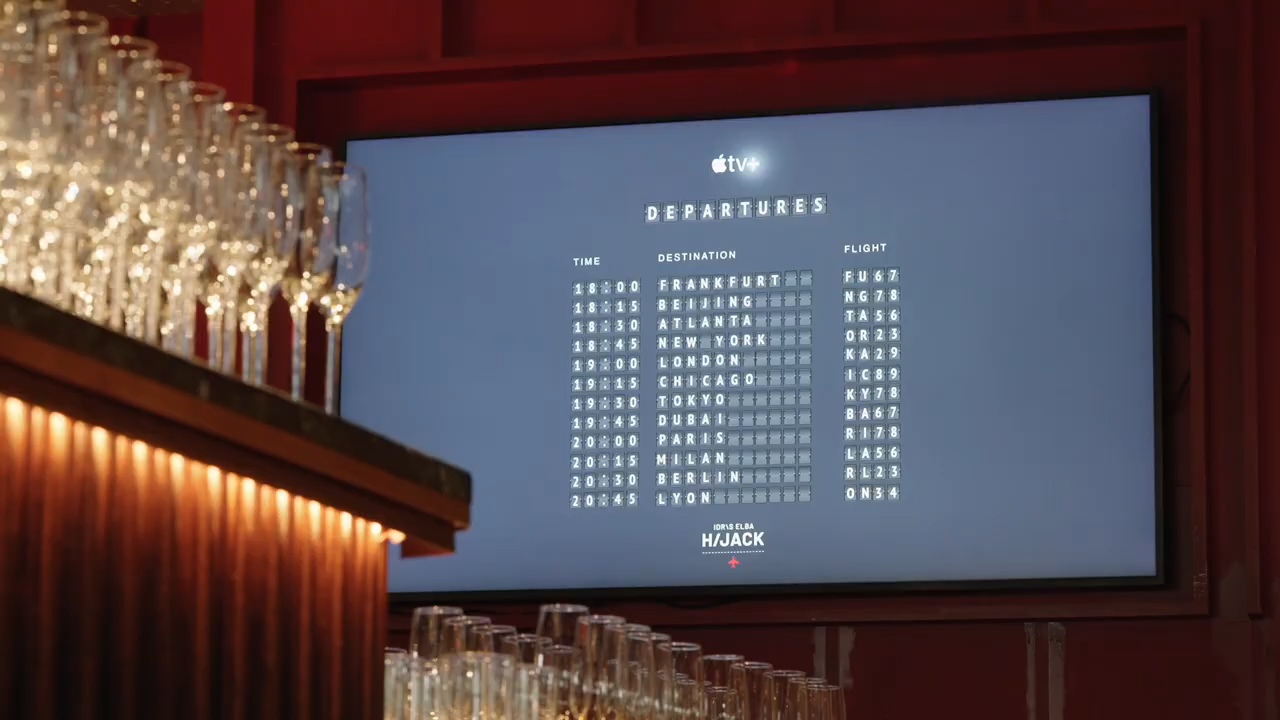 tv+
DEPARTURES
TIME DESTINATION FLIGHT
18:00 FRANKFURT FU67
18:15 BEIJING NG78
18:30 ATLANTA TA56
18:45 NEW YORK OR23
19:00 LONDON KA29
19:15 CHICAGO IC89
19:30 TOKYO KY78
19:45 DUBAI BA67
20:00 PARIS RI78
20:15 MILAN LA56
20:30 BERLIN RL23
20:45 LYON ON34
IDRIS ELBA
H/JACK